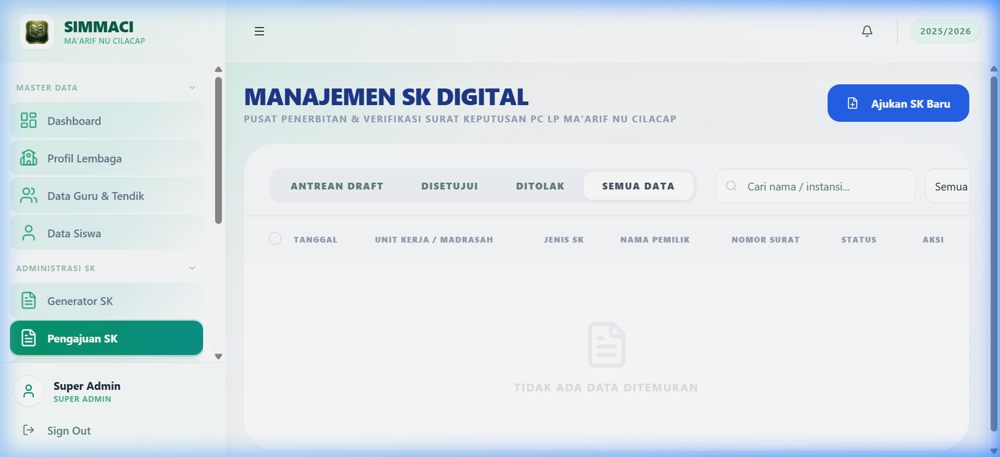 SIMMACI
MA'ARIF NU CILACAP
2025/2026
MASTER DATA
Dashboard
Profil Lembaga
Data Guru & Tendik
Data Siswa
ADMINISTRASI SK
Generator SK
Pengajuan SK
Super Admin
SUPER ADMIN
Sign Out
MANAJEMEN SK DIGITAL
PUSAT PENERBITAN & VERIFIKASI SURAT KEPUTUSAN PC LP MA'ARIF NU CILACAP
Ajukan SK Baru
ANTREAN DRAFT
DISETUJUI
DITOLAK
SEMUA DATA
Cari nama / instansi...
Semua
TANGGAL
UNIT KERJA / MADRASAH
JENIS SK
NAMA PEMILIK
NOMOR SURAT
STATUS
AKSI
TIDAK ADA DATA DITEMUKAN